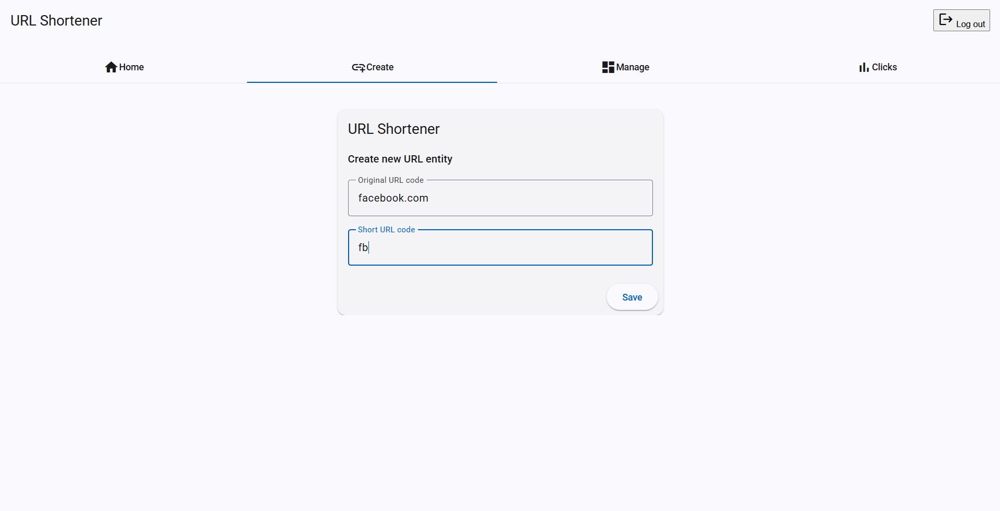 URL Shortener
Log out
Home
Create
Manage
Clicks
URL Shortener
Create new URL entity
Original URL code
facebook.com
Short URL code
fb
Save